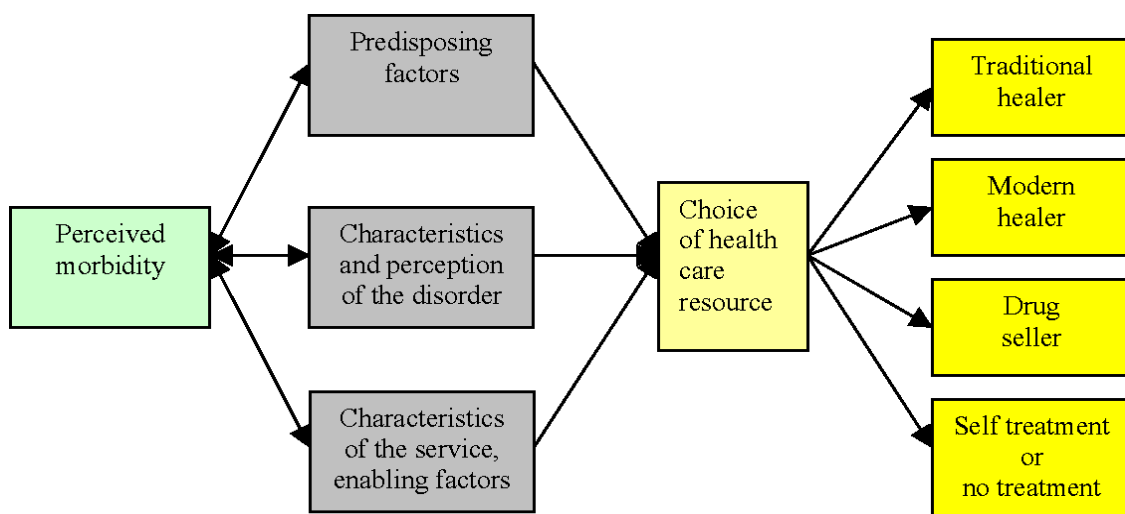 Perceived
morbidity
Predisposing
factors
Characteristics
and perception
of the disorder
Characteristics
of the service,
enabling factors
Choice
of health
care
resource
Traditional
healer
Modern
healer
Drug
seller
Self treatment
or
no treatment